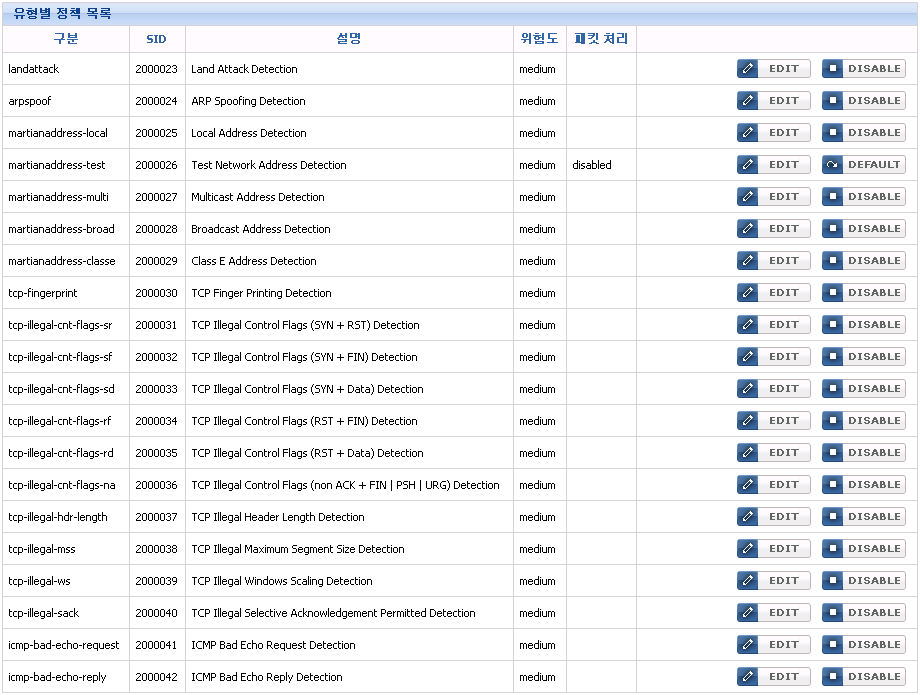 유형별 정책 목록
구분 SID 설명 위험도 패킷 처리
landattack 2000023 Land Attack Detection medium EDIT DISABLE
arpspoof 2000024 ARP Spoofing Detection medium EDIT DISABLE
martianaddress-local 2000025 Local Address Detection medium EDIT DISABLE
martianaddress-test 2000026 Test Network Address Detection medium disabled EDIT DEFAULT
martianaddress-multi 2000027 Multicast Address Detection medium EDIT DISABLE
martianaddress-broad 2000028 Broadcast Address Detection medium EDIT DISABLE
martianaddress-classe 2000029 Class E Address Detection medium EDIT DISABLE
tcp-fingerprint 2000030 TCP Finger Printing Detection medium EDIT DISABLE
tcp-illegal-cnt-flags-sr 2000031 TCP Illegal Control Flags (SYN + RST) Detection medium EDIT DISABLE
tcp-illegal-cnt-flags-sf 2000032 TCP Illegal Control Flags (SYN + FIN) Detection medium EDIT DISABLE
tcp-illegal-cnt-flags-sd 2000033 TCP Illegal Control Flags (SYN + Data) Detection medium EDIT DISABLE
tcp-illegal-cnt-flags-rf 2000034 TCP Illegal Control Flags (RST + FIN) Detection medium EDIT DISABLE
tcp-illegal-cnt-flags-rd 2000035 TCP Illegal Control Flags (RST + Data) Detection medium EDIT DISABLE
tcp-illegal-cnt-flags-na 2000036 TCP Illegal Control Flags (non ACK + FIN | PSH | URG) Detection medium EDIT DISABLE
tcp-illegal-hdr-length 2000037 TCP Illegal Header Length Detection medium EDIT DISABLE
tcp-illegal-mss 2000038 TCP Illegal Maximum Segment Size Detection medium EDIT DISABLE
tcp-illegal-ws 2000039 TCP Illegal Windows Scaling Detection medium EDIT DISABLE
tcp-illegal-sack 2000040 TCP Illegal Selective Acknowledgement Permitted Detection medium EDIT DISABLE
icmp-bad-echo-request 2000041 ICMP Bad Echo Request Detection medium EDIT DISABLE
icmp-bad-echo-reply 2000042 ICMP Bad Echo Reply Detection medium EDIT DISABLE